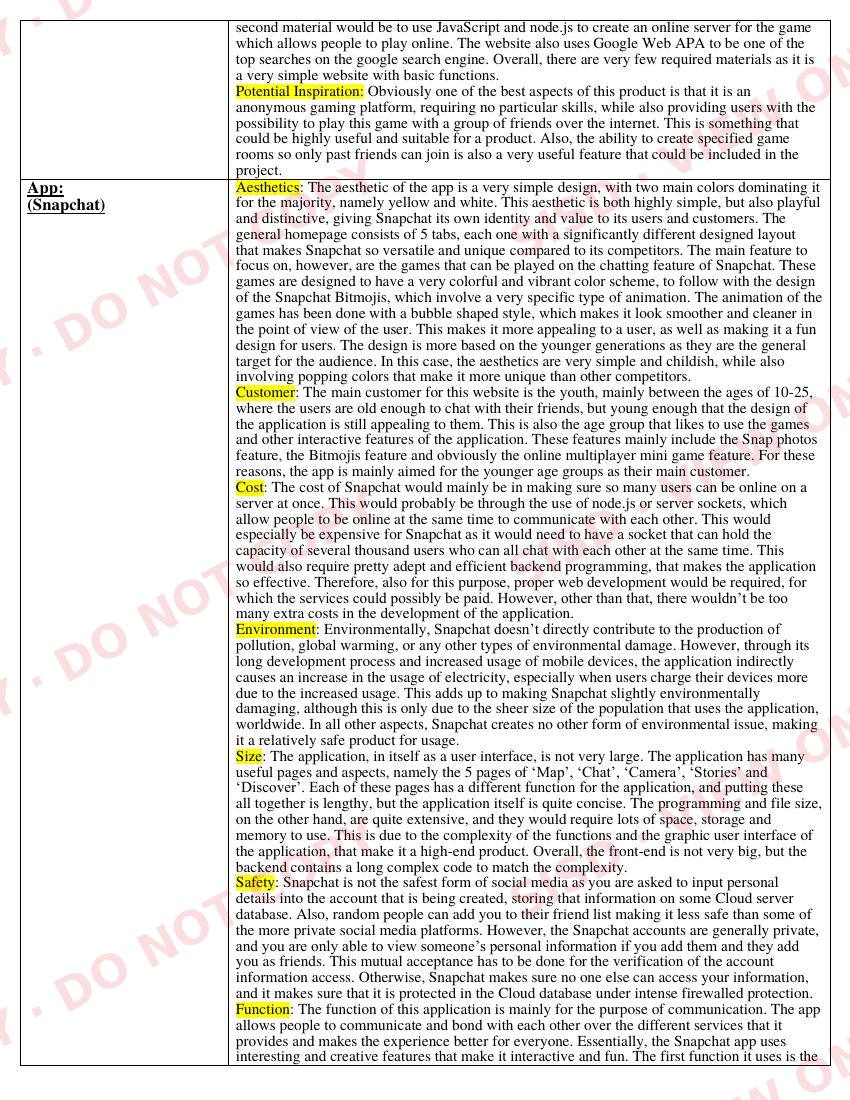 second material would be to use JavaScript and node.js to create an online server for the game
which allows people to play online. The website also uses Google Web APA to be one of the
top searches on the google search engine. Overall, there are very few required materials as it is
a very simple website with basic functions.
Potential Inspiration: Obviously one of the best aspects of this product is that it is an
anonymous gaming platform, requiring no particular skills, while also providing users with the
possibility to play this game with a group of friends over the internet. This is something that
could be highly useful and suitable for a product. Also, the ability to create specified game
rooms so only past friends can join is also a very useful feature that could be included in the
project.
App:
(Snapchat)
Aesthetics: The aesthetic of the app is a very simple design, with two main colors dominating it
for the majority, namely yellow and white. This aesthetic is both highly simple, but also playful
and distinctive, giving Snapchat its own identity and value to its users and customers. The
general homepage consists of 5 tabs, each one with a significantly different designed layout
that makes Snapchat so versatile and unique compared to its competitors. The main feature to
focus on, however, are the games that can be played on the chatting feature of Snapchat. These
games are designed to have a very colorful and vibrant color scheme, to follow with the design
of the Snapchat Bitmojis, which involve a very specific type of animation. The animation of the
games has been done with a bubble shaped style, which makes it look smoother and cleaner in
the point of view of the user. This makes it more appealing to a user, as well as making it a fun
design for users. The design is more based on the younger generations as they are the general
target for the audience. In this case, the aesthetics are very simple and childish, while also
involving popping colors that make it more unique than other competitors.
Customer: The main customer for this website is the youth, mainly between the ages of 10-25,
where the users are old enough to chat with their friends, but young enough that the design of
the application is still appealing to them. This is also the age group that likes to use the games
and other interactive features of the application. These features mainly include the Snap photos
feature, the Bitmojis feature and obviously the online multiplayer mini game feature. For these
reasons, the app is mainly aimed for the younger age groups as their main customer.
Cost: The cost of Snapchat would mainly be in making sure so many users can be online on a
server at once. This would probably be through the use of node.js or server sockets, which
allow people to be online at the same time to communicate with each other. This would
especially be expensive for Snapchat as it would need to have a socket that can hold the
capacity of several thousand users who can all chat with each other at the same time. This
would also require pretty adept and efficient backend programming, that makes the application
so effective. Therefore, also for this purpose, proper web development would be required, for
which the services could possibly be paid. However, other than that, there wouldn't be too
many extra costs in the development of the application.
Environment: Environmentally, Snapchat doesn't directly contribute to the production of
pollution, global warming, or any other types of environmental damage. However, through its
long development process and increased usage of mobile devices, the application indirectly
causes an increase in the usage of electricity, especially when users charge their devices more
due to the increased usage. This adds up to making Snapchat slightly environmentally
damaging, although this is only due to the sheer size of the population that uses the application,
worldwide. In all other aspects, Snapchat creates no other form of environmental issue, making
it a relatively safe product for usage.
Size: The application, in itself as a user interface, is not very large. The application has many
useful pages and aspects, namely the 5 pages of ‘Map’, ‘Chat’, ‘Camera’, ‘Stories’ and
‘Discover’. Each of these pages has a different function for the application, and putting these
all together is lengthy, but the application itself is quite concise. The programming and file size,
on the other hand, are quite extensive, and they would require lots of space, storage and
memory to use. This is due to the complexity of the functions and the graphic user interface of
the application, that make it a high-end product. Overall, the front-end is not very big, but the
backend contains a long complex code to match the complexity.
Safety: Snapchat is not the safest form of social media as you are asked to input personal
details into the account that is being created, storing that information on some Cloud server
database. Also, random people can add you to their friend list making it less safe than some of
the more private social media platforms. However, the Snapchat accounts are generally private,
and you are only able to view someone's personal information if you add them and they add
you as friends. This mutual acceptance has to be done for the verification of the account
information access. Otherwise, Snapchat makes sure no one else can access your information,
and it makes sure that it is protected in the Cloud database under intense firewalled protection.
Function: The function of this application is mainly for the purpose of communication. The app
allows people to communicate and bond with each other over the different services that it
provides and makes the experience better for everyone. Essentially, the Snapchat app uses
interesting and creative features that make it interactive and fun. The first function it uses is the
Y · DO NOT COPY
SISD · VIEW ON
Y · DO NOT COPY
SISD · VIEW ON
Y · DO NOT COPY
SISD · VIEW ON